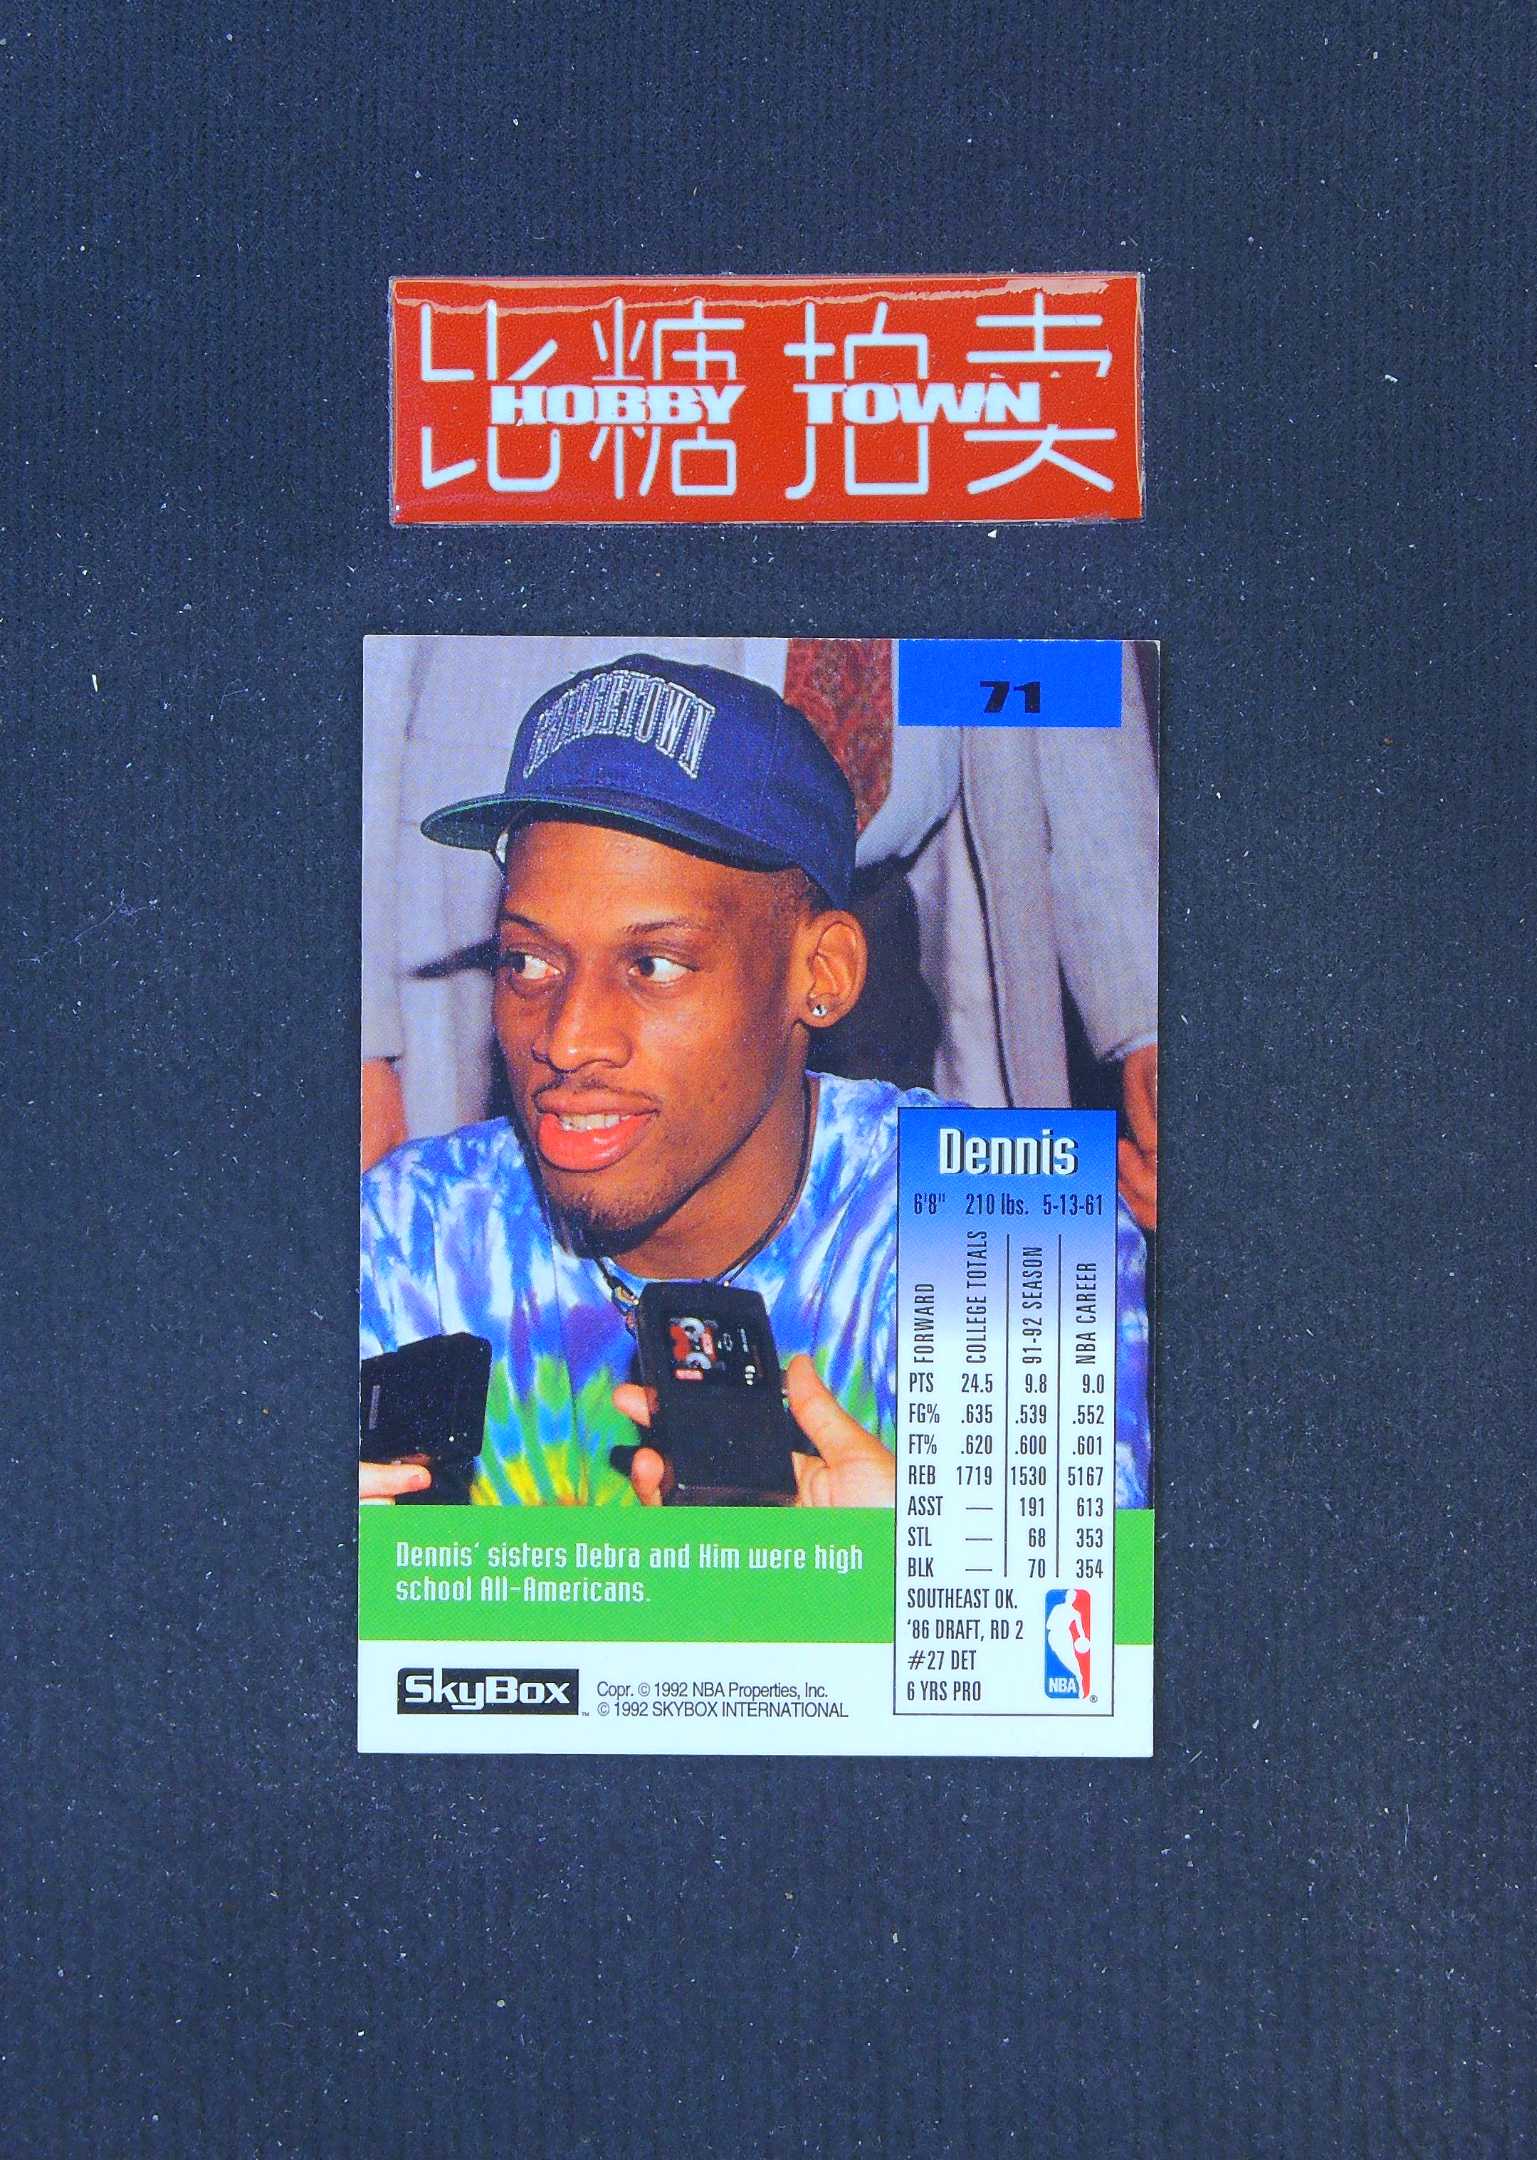 比糖拍卖
HOBBY TOWN
71
GEORGETOWN
Dennis
6'8" 210 lbs. 5-13-61
FORWARD COLLEGE TOTALS 91-92 SEASON NBA CAREER
PTS 24.5 9.8 9.0
FG% .635 .539 .552
FT% .620 .600 .601
REB 1719 1530 5167
ASST — 191 613
STL — 68 353
BLK — 70 354
SOUTHEAST OK.
'86 DRAFT, RD 2
#27 DET
6 YRS PRO
NBA ®
Dennis' sisters Debra and Kim were high
school All-Americans.
SkyBox ™
Copr. © 1992 NBA Properties, Inc.
© 1992 SKYBOX INTERNATIONAL